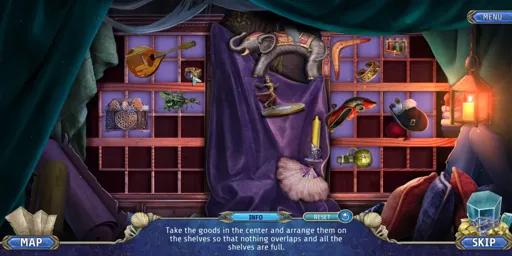 MENU
INFO
RESET
Take the goods in the center and arrange them on
the shelves so that nothing overlaps and all the
shelves are full.
MAP
SKIP